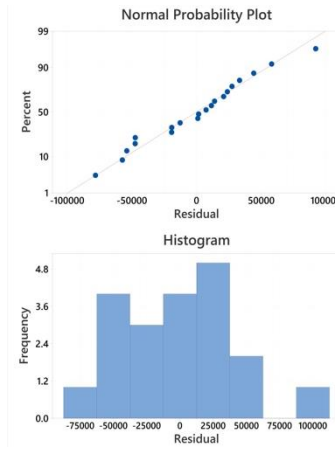 Normal Probability Plot
99
90
50
10
1
Percent
-100000 -50000 0 50000 100000
Residual
Histogram
4.8
3.6
2.4
1.2
0.0
Frequency
-75000 -50000 -25000 0 25000 50000 75000 100000
Residual